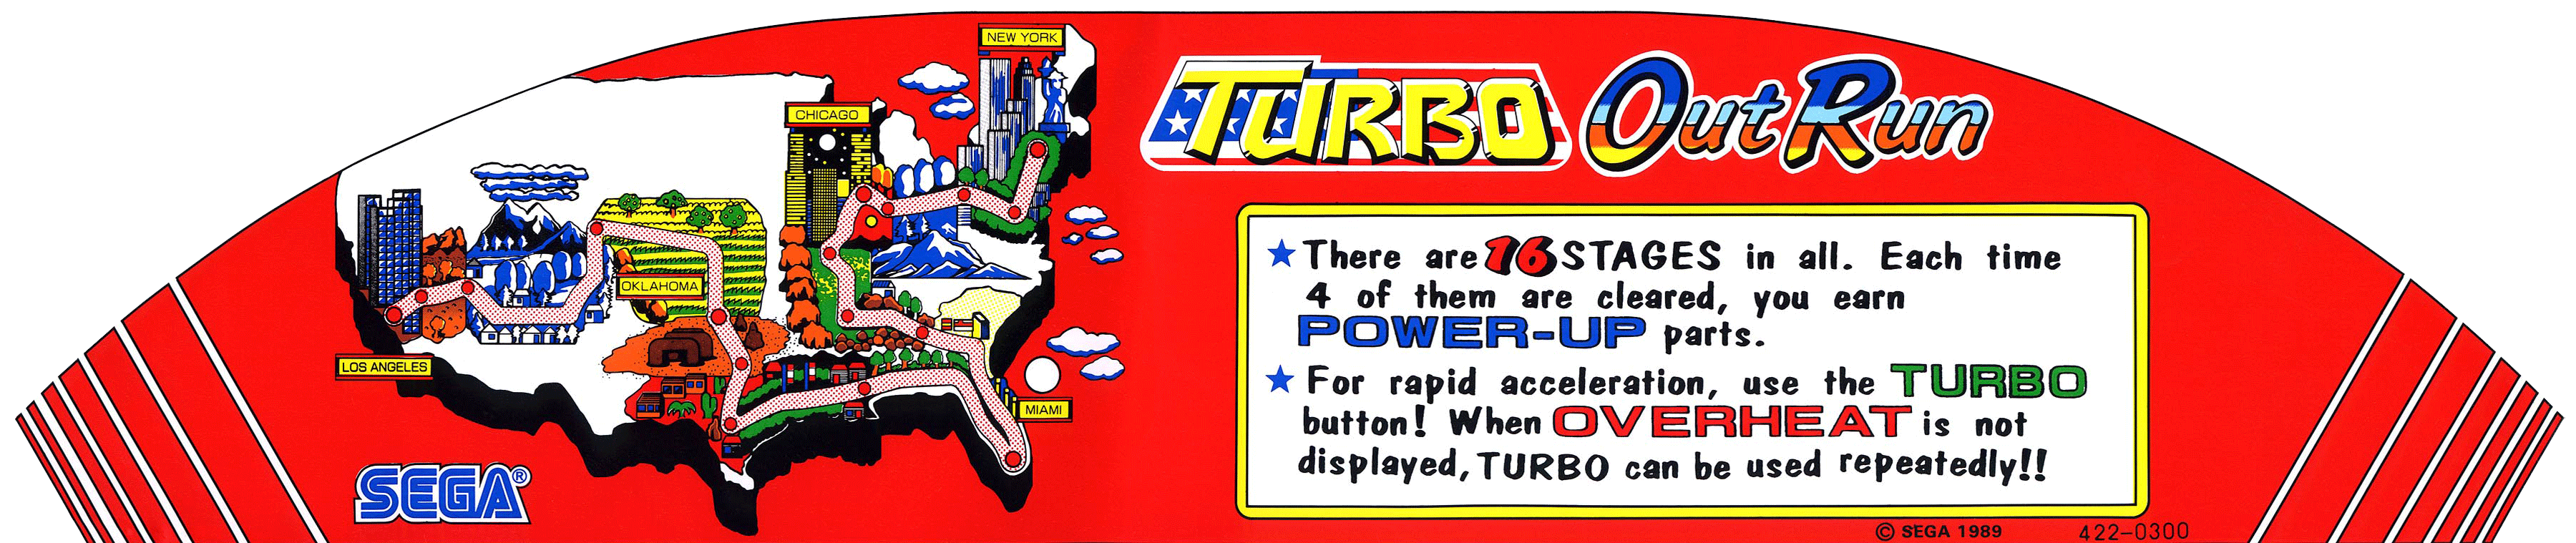 NEW YORK
CHICAGO
OKLAHOMA
LOS ANGELES
MIAMI
SEGA®
TURBO OutRun
★There are 16 STAGES in all. Each time
4 of them are cleared, you earn
POWER-UP parts.
★For rapid acceleration, use the TURBO
button! When OVERHEAT is not
displayed, TURBO can be used repeatedly!!
© SEGA 1989 422-0300